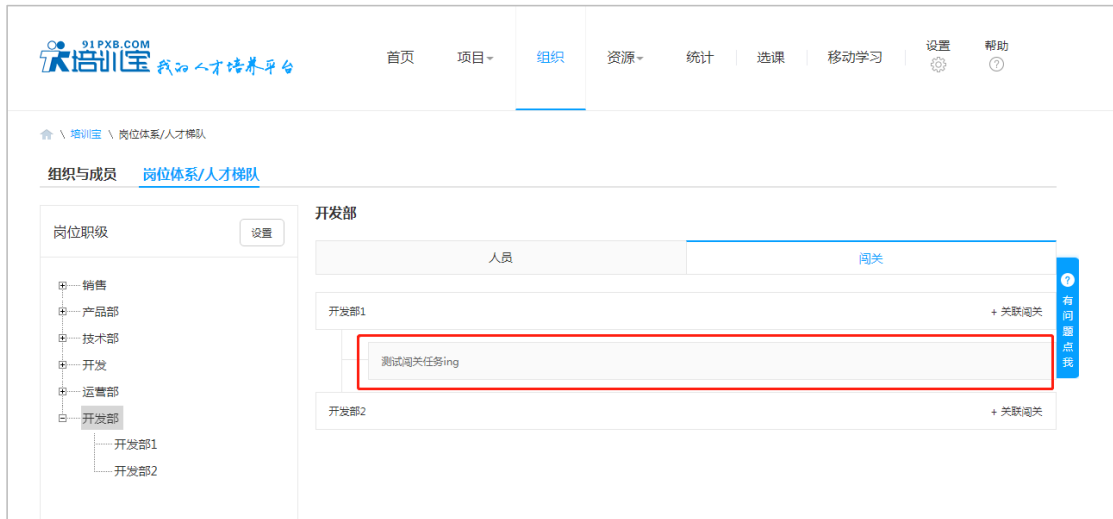 91PXB.COM
培训宝 我的人才培养平台
首页 项目 组织 资源 统计 选课 移动学习 设置 帮助
\ 培训宝 \ 岗位体系/人才梯队
组织与成员 岗位体系/人才梯队
岗位职级 设置
销售
产品部
技术部
开发
运营部
开发部
开发部1
开发部2
开发部
人员 闯关
开发部1 + 关联闯关
测试闯关任务ing
开发部2 + 关联闯关
?
有问题点我